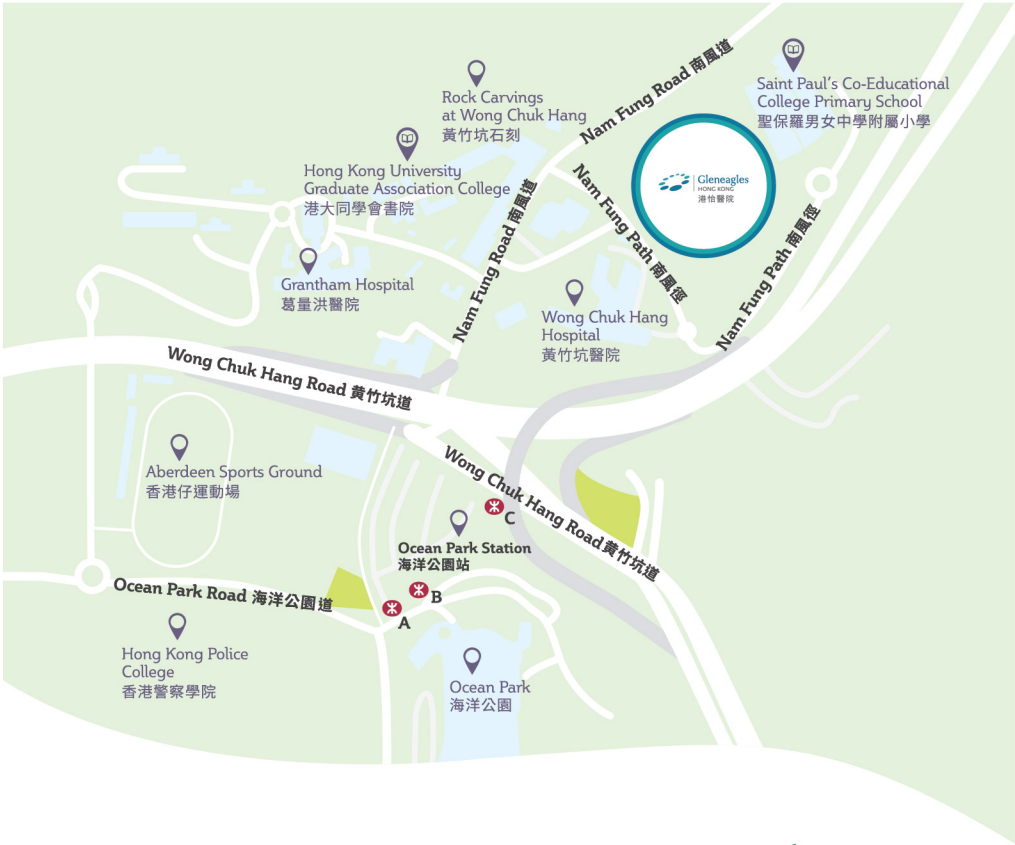 Nam Fung Road 南風道
Saint Paul's Co-Educational
College Primary School
聖保羅男女中學附屬小學
Rock Carvings
at Wong Chuk Hang
黃竹坑石刻
Hong Kong University
Graduate Association College
港大同學會書院
Gleneagles
HONG KONG
港怡醫院
Nam Fung Path 南風徑
Nam Fung Road 南風道
Nam Fung Path 南風徑
Grantham Hospital
葛量洪醫院
Wong Chuk Hang
Hospital
黃竹坑醫院
Wong Chuk Hang Road 黄竹坑道
Aberdeen Sports Ground
香港仔運動場
Wong Chuk Hang Road 黄竹坑道
C
Ocean Park Station
海洋公園站
B
A
Ocean Park Road 海洋公園道
Hong Kong Police
College
香港警察學院
Ocean Park
海洋公園